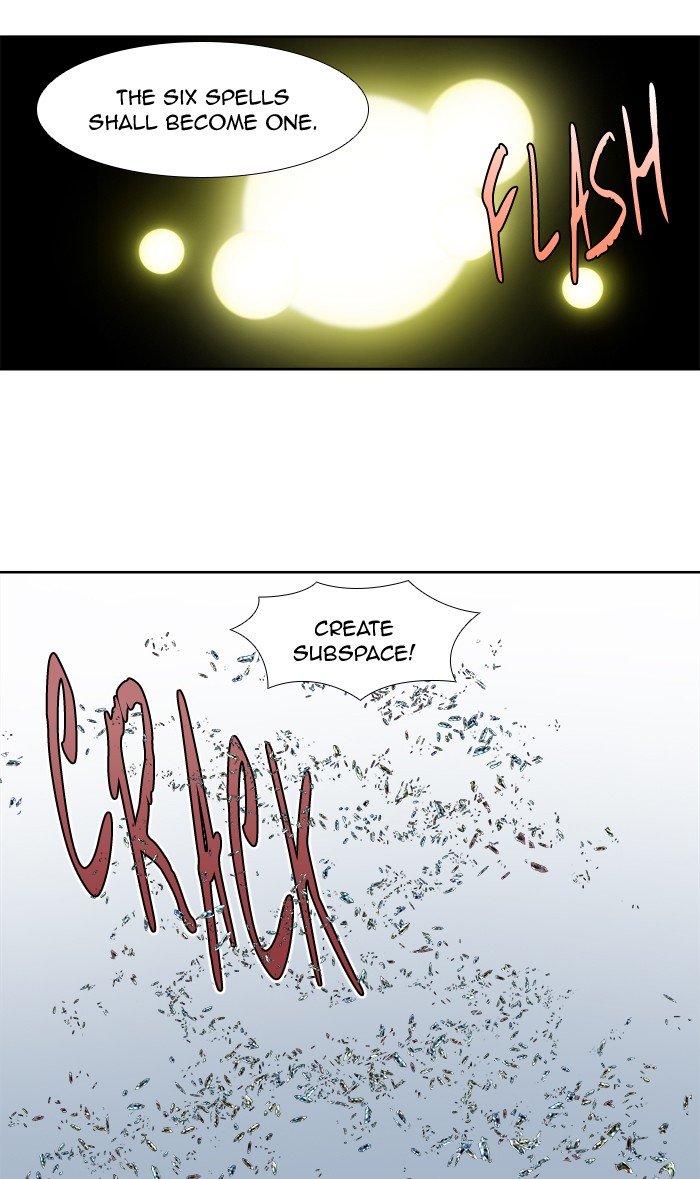 THE SIX SPELLS
SHALL BECOME ONE.
FLASH
CREATE
SUBSPACE!
CRACK